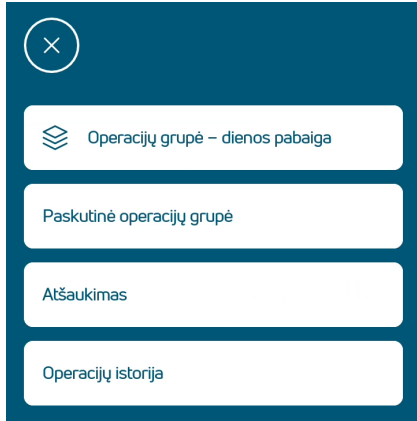 Operacijų grupė – dienos pabaiga
Paskutinė operacijų grupė
Atšaukimas
Operacijų istorija